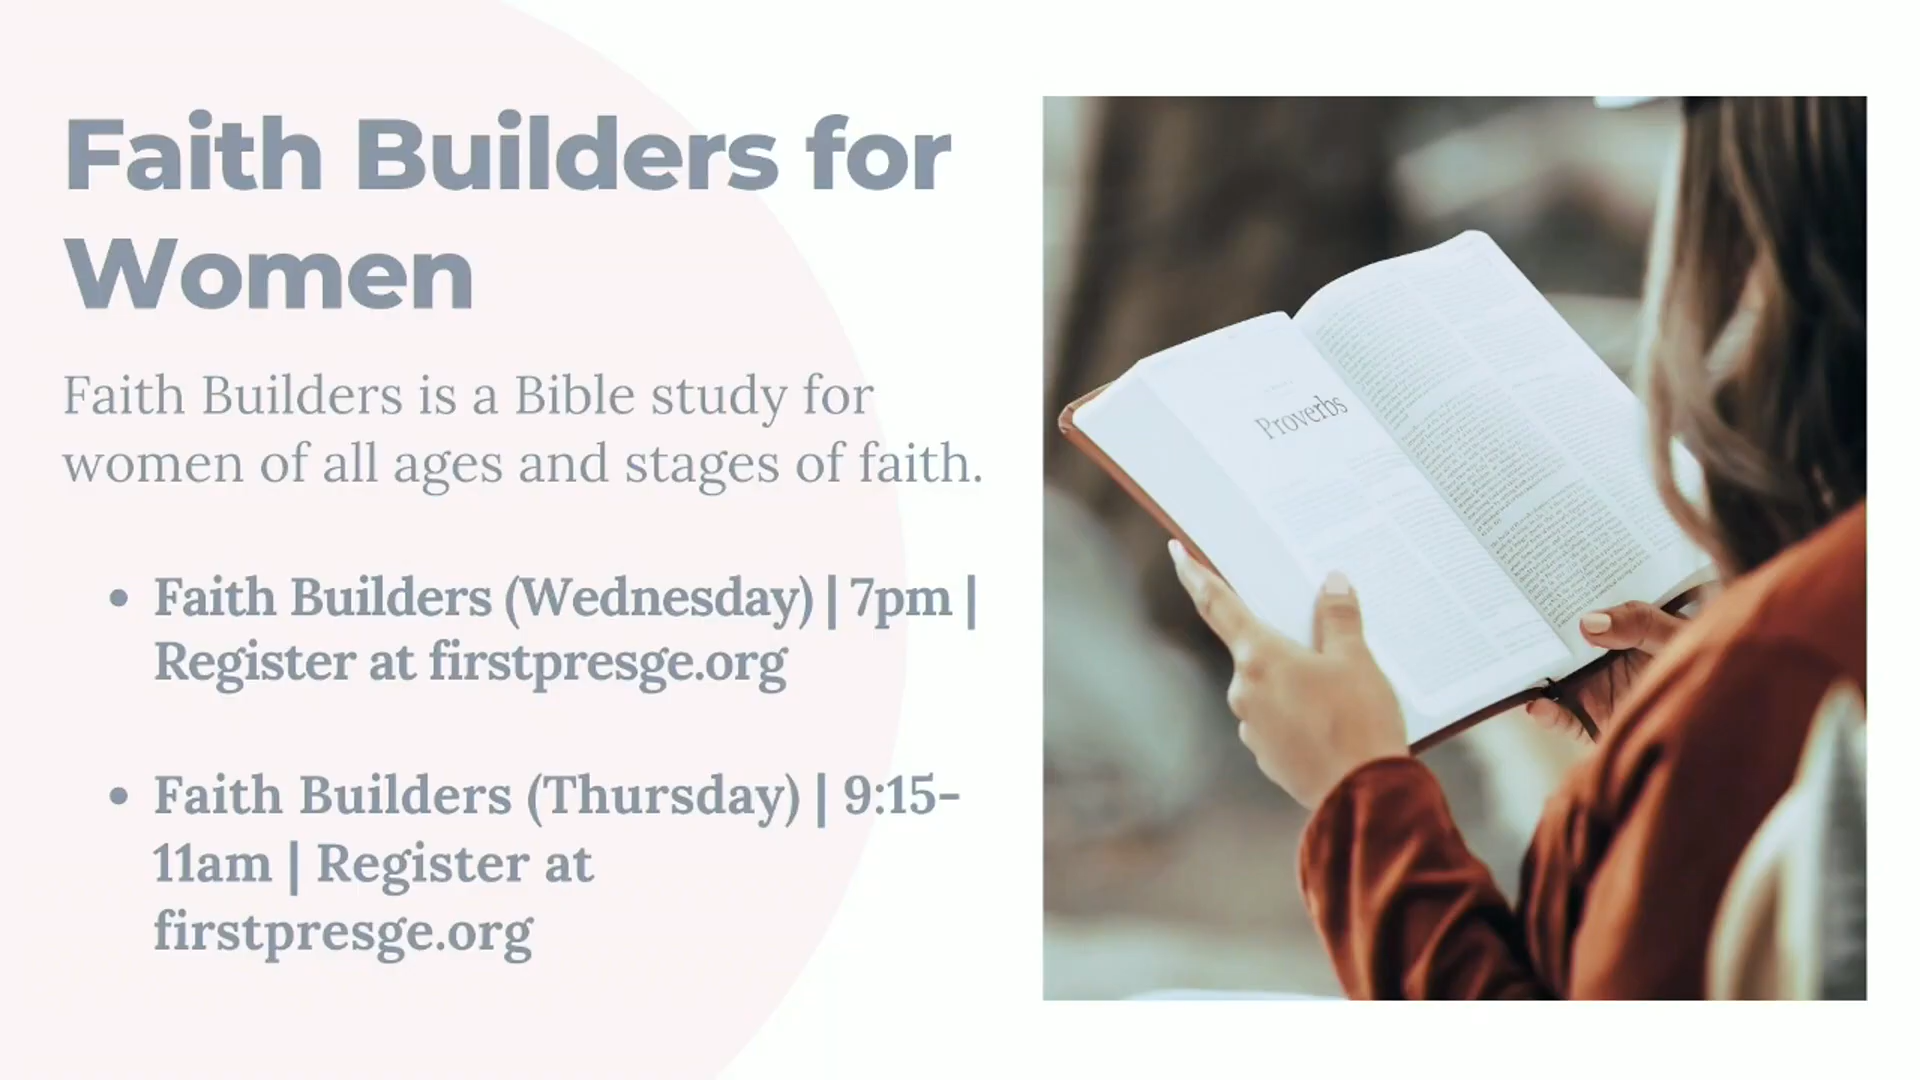 Faith Builders for
Women
Faith Builders is a Bible study for
women of all ages and stages of faith.
• Faith Builders (Wednesday) | 7pm |
Register at firstpresge.org
• Faith Builders (Thursday) | 9:15-
11am | Register at
firstpresge.org
Proverbs